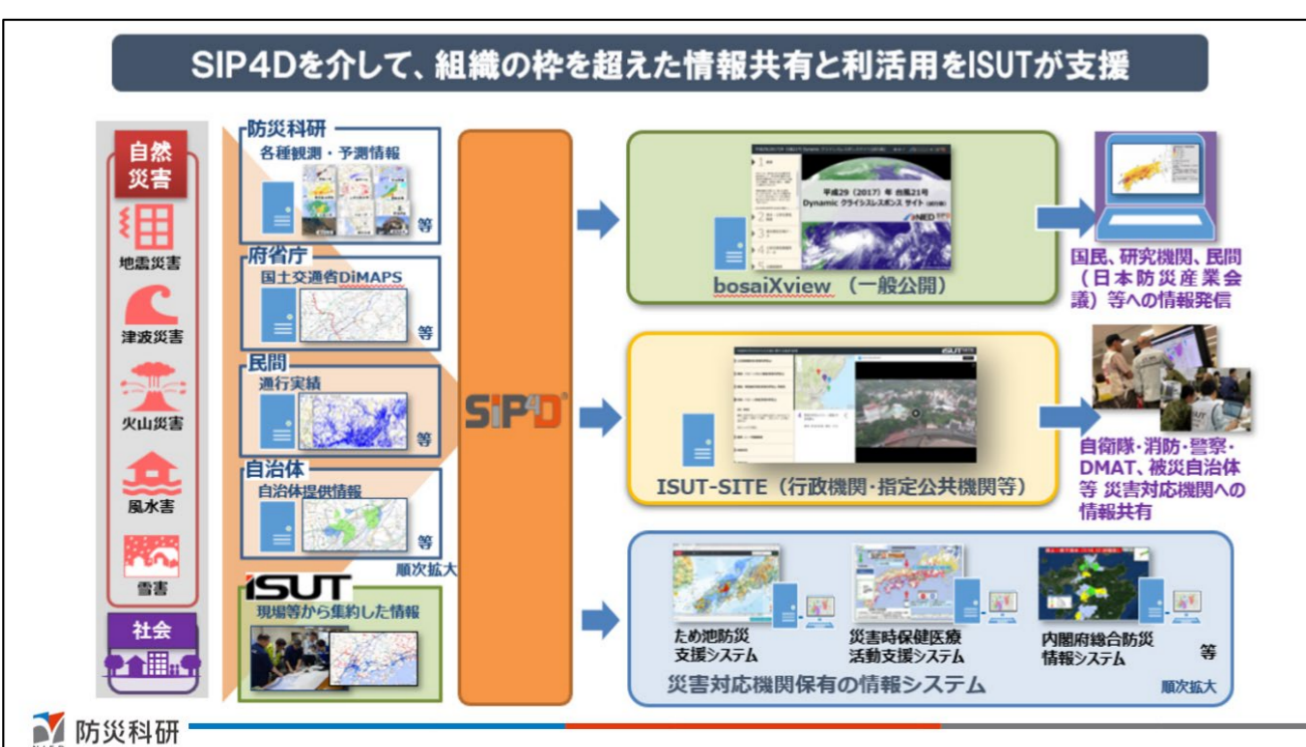 SIP4Dを介して、組織の枠を超えた情報共有と利活用をISUTが支援
自然
災害
地震災害
津波災害
火山災害
風水害
雪害
社会
防災科研
各種観測・予測情報
等
府省庁
国土交通省DiMAPS
等
民間
通行実績
等
自治体
自治体提供情報
等
順次拡大
iSUT
現場等から集約した情報
SiP4D
平成29(2017)年 台風21号
Dynamic クライシスレスポンス サイト
bosaiXview (一般公開)
国民、研究機関、民間
(日本防災産業会
議)等への情報発信
ISUT-SITE(行政機関・指定公共機関等)
自衛隊・消防・警察・
DMAT、被災自治体
等 災害対応機関への
情報共有
ため池防災
支援システム
災害時保健医療
活動支援システム
内閣府総合防災
情報システム
等
災害対応機関保有の情報システム
順次拡大
防災科研